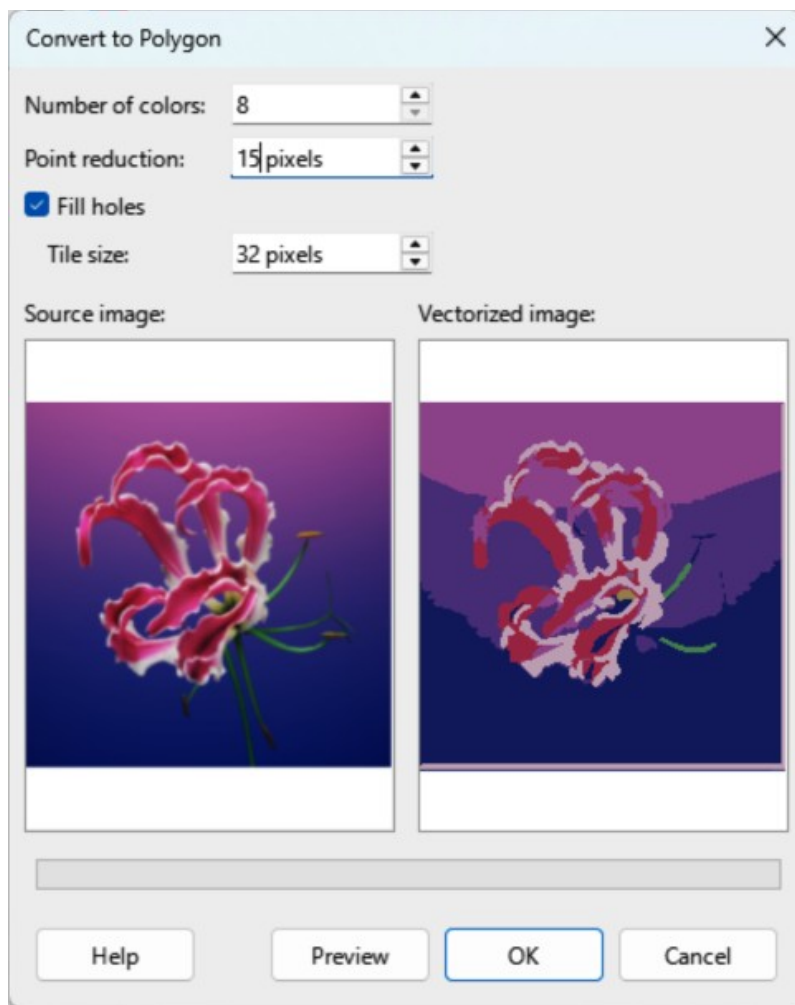 Convert to Polygon
Number of colors: 8
Point reduction: 15 pixels
Fill holes
Tile size: 32 pixels
Source image: Vectorized image:
Help Preview OK Cancel